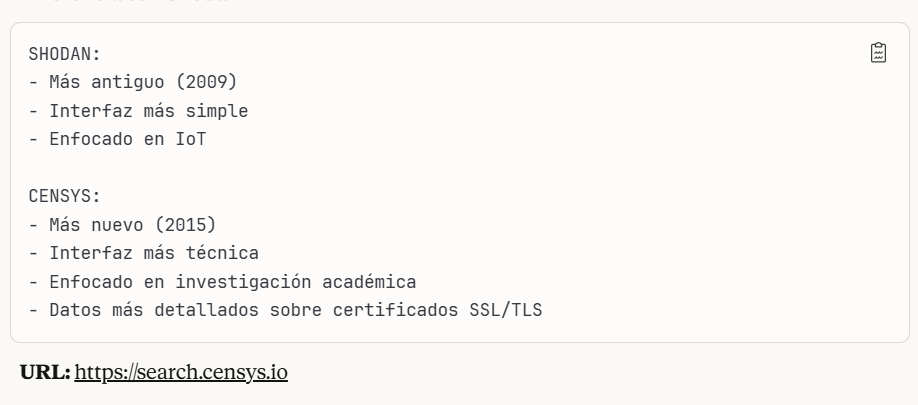 SHODAN:
- Más antiguo (2009)
- Interfaz más simple
- Enfocado en IoT
CENSYS:
- Más nuevo (2015)
- Interfaz más técnica
- Enfocado en investigación académica
- Datos más detallados sobre certificados SSL/TLS
URL: https://search.censys.io